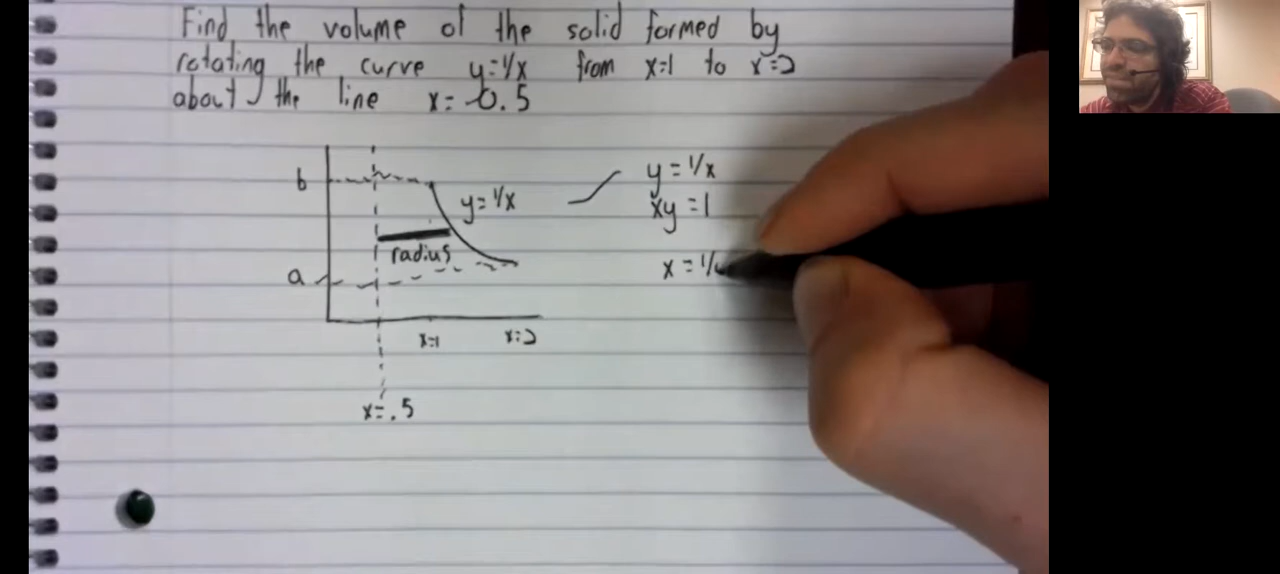 Find the volume of the solid formed by
rotating the curve y=1/x from x=1 to x=2
about the line x=0.5
b
y=1/x
radius
a
x=1 x=2
x=.5
y=1/x
xy=1
x=1/